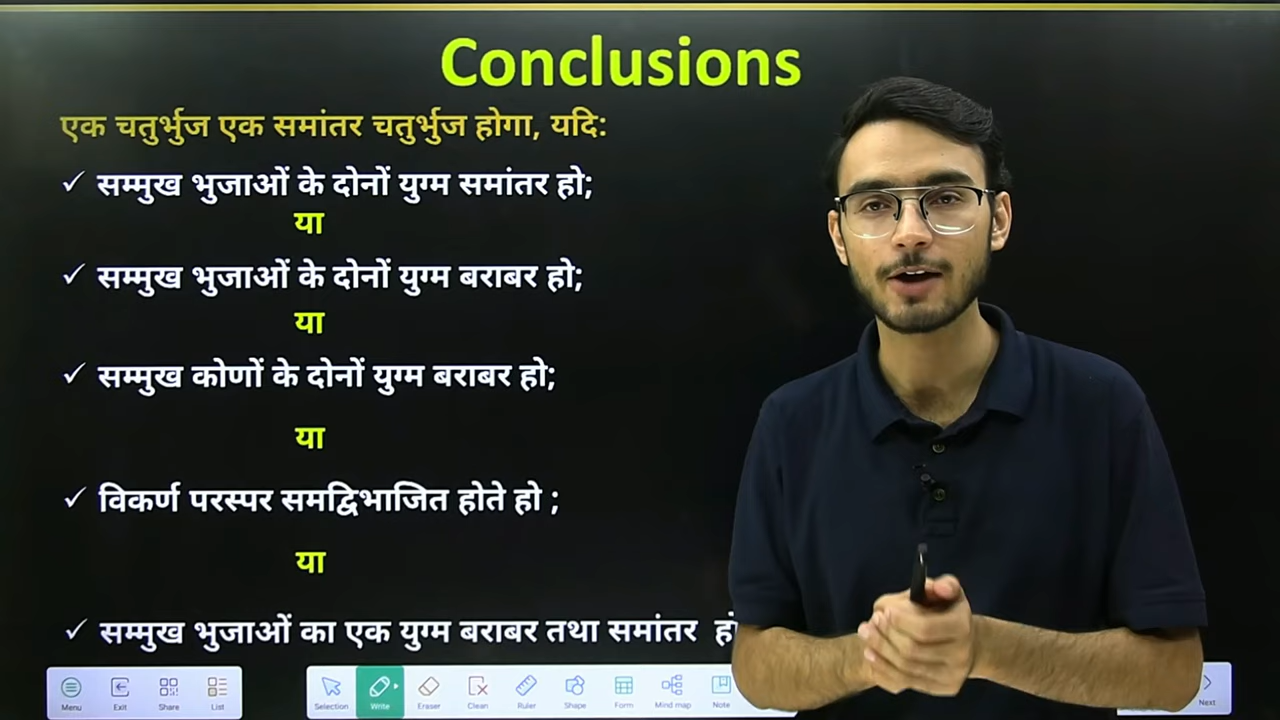 Conclusions
एक चतुर्भुज एक समांतर चतुर्भुज होगा, यदि:
✓ सम्मुख भुजाओं के दोनों युग्म समांतर हो;
या
✓ सम्मुख भुजाओं के दोनों युग्म बराबर हो;
या
✓ सम्मुख कोणों के दोनों युग्म बराबर हो;
या
✓ विकर्ण परस्पर समद्विभाजित होते हो ;
या
✓ सम्मुख भुजाओं का एक युग्म बराबर तथा समांतर
Menu Exit Share List Selection Write Eraser Clean Ruler Shape Form Mind map Note Next